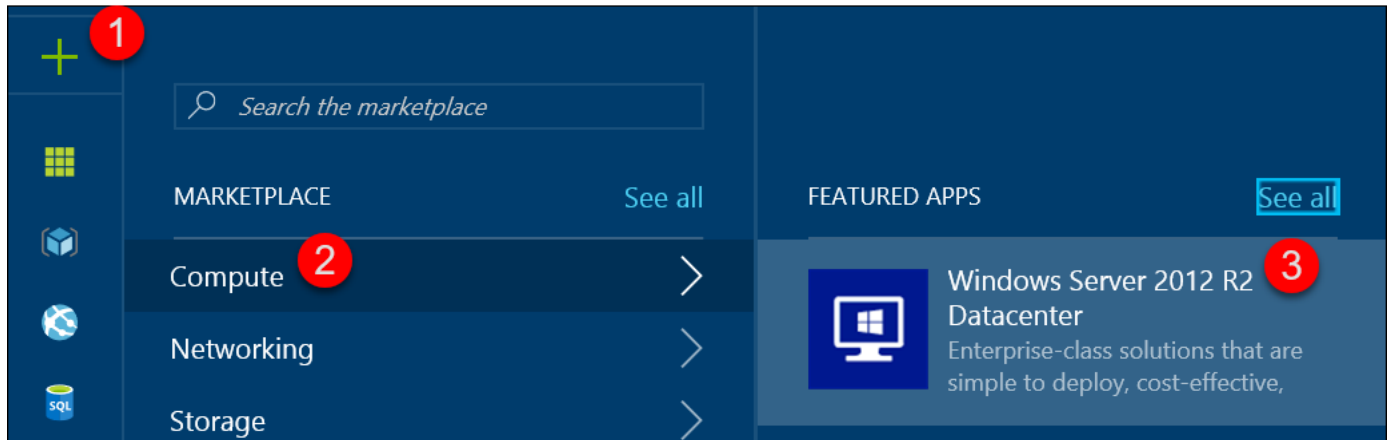 1
Search the marketplace
MARKETPLACE See all
Compute 2
Networking
Storage
SQL
FEATURED APPS See all
3
Windows Server 2012 R2
Datacenter
Enterprise-class solutions that are
simple to deploy, cost-effective,